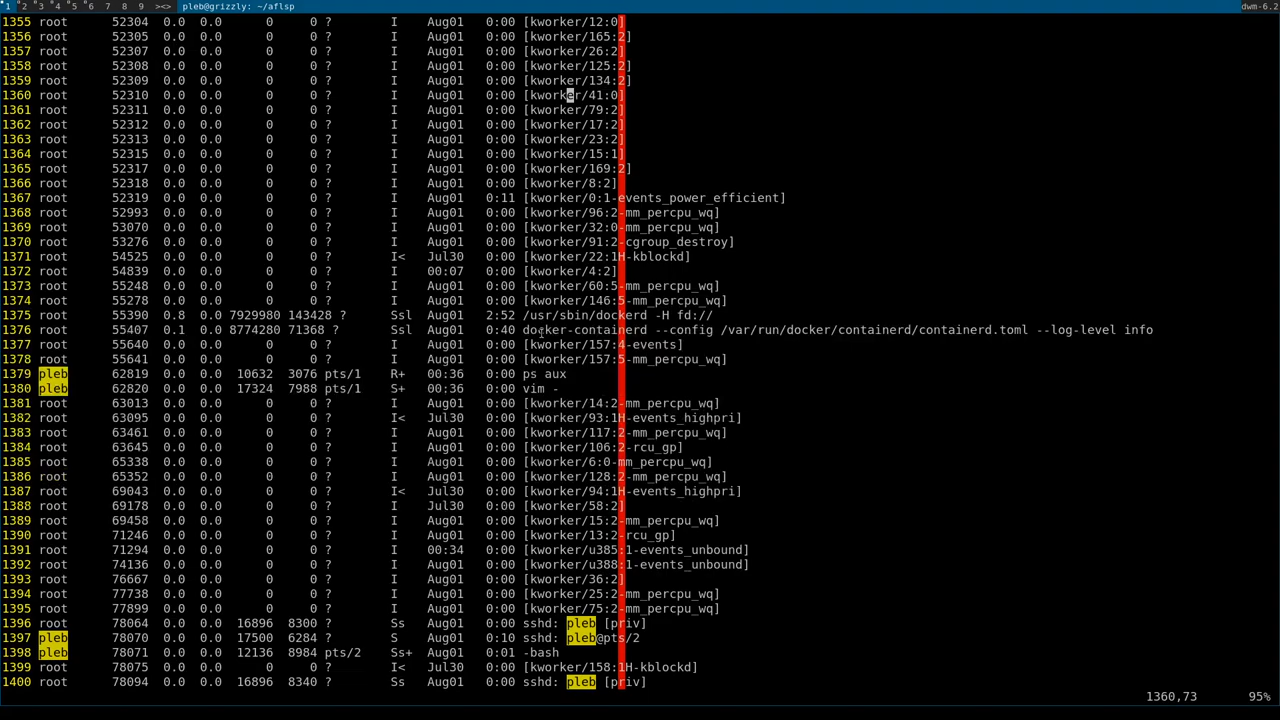 1 2 3 4 5 6 7 8 9 ><> pleb@grizzly: ~/aflsp dwm-6.2
1355 root 52304 0.0 0.0 0 0 ? I Aug01 0:00 [kworker/12:0]
1356 root 52305 0.0 0.0 0 0 ? I Aug01 0:00 [kworker/165:2]
1357 root 52307 0.0 0.0 0 0 ? I Aug01 0:00 [kworker/26:2]
1358 root 52308 0.0 0.0 0 0 ? I Aug01 0:00 [kworker/125:2]
1359 root 52309 0.0 0.0 0 0 ? I Aug01 0:00 [kworker/134:2]
1360 root 52310 0.0 0.0 0 0 ? I Aug01 0:00 [kworker/41:0]
1361 root 52311 0.0 0.0 0 0 ? I Aug01 0:00 [kworker/79:2]
1362 root 52312 0.0 0.0 0 0 ? I Aug01 0:00 [kworker/17:2]
1363 root 52313 0.0 0.0 0 0 ? I Aug01 0:00 [kworker/23:2]
1364 root 52315 0.0 0.0 0 0 ? I Aug01 0:00 [kworker/15:1]
1365 root 52317 0.0 0.0 0 0 ? I Aug01 0:00 [kworker/169:2]
1366 root 52318 0.0 0.0 0 0 ? I Aug01 0:00 [kworker/8:2]
1367 root 52319 0.0 0.0 0 0 ? I Aug01 0:11 [kworker/0:1-events_power_efficient]
1368 root 52993 0.0 0.0 0 0 ? I Aug01 0:00 [kworker/96:2-mm_percpu_wq]
1369 root 53070 0.0 0.0 0 0 ? I Aug01 0:00 [kworker/32:0-mm_percpu_wq]
1370 root 53276 0.0 0.0 0 0 ? I Aug01 0:00 [kworker/91:2-cgroup_destroy]
1371 root 54525 0.0 0.0 0 0 ? I< Jul30 0:00 [kworker/22:1H-kblockd]
1372 root 54839 0.0 0.0 0 0 ? I 00:07 0:00 [kworker/4:2]
1373 root 55248 0.0 0.0 0 0 ? I Aug01 0:00 [kworker/60:5-mm_percpu_wq]
1374 root 55278 0.0 0.0 0 0 ? I Aug01 0:00 [kworker/146:5-mm_percpu_wq]
1375 root 55390 0.8 0.0 7929980 143428 ? Ssl Aug01 2:52 /usr/sbin/dockerd -H fd://
1376 root 55407 0.1 0.0 8774280 71368 ? Ssl Aug01 0:40 docker-containerd --config /var/run/docker/containerd/containerd.toml --log-level info
1377 root 55640 0.0 0.0 0 0 ? I Aug01 0:00 [kworker/157:4-events]
1378 root 55641 0.0 0.0 0 0 ? I Aug01 0:00 [kworker/157:5-mm_percpu_wq]
1379 pleb 62819 0.0 0.0 10632 3076 pts/1 R+ 00:36 0:00 ps aux
1380 pleb 62820 0.0 0.0 17324 7988 pts/1 S+ 00:36 0:00 vim -
1381 root 63013 0.0 0.0 0 0 ? I Aug01 0:00 [kworker/14:2-mm_percpu_wq]
1382 root 63095 0.0 0.0 0 0 ? I< Jul30 0:00 [kworker/93:1H-events_highpri]
1383 root 63461 0.0 0.0 0 0 ? I Aug01 0:00 [kworker/117:2-mm_percpu_wq]
1384 root 63645 0.0 0.0 0 0 ? I Aug01 0:00 [kworker/106:2-rcu_gp]
1385 root 65338 0.0 0.0 0 0 ? I Aug01 0:00 [kworker/6:0-mm_percpu_wq]
1386 root 65352 0.0 0.0 0 0 ? I Aug01 0:00 [kworker/128:2-mm_percpu_wq]
1387 root 69043 0.0 0.0 0 0 ? I< Jul30 0:00 [kworker/94:1H-events_highpri]
1388 root 69178 0.0 0.0 0 0 ? I Jul30 0:00 [kworker/58:2]
1389 root 69458 0.0 0.0 0 0 ? I Aug01 0:00 [kworker/15:2-mm_percpu_wq]
1390 root 71246 0.0 0.0 0 0 ? I Aug01 0:00 [kworker/13:2-rcu_gp]
1391 root 71294 0.0 0.0 0 0 ? I 00:34 0:00 [kworker/u385:1-events_unbound]
1392 root 74136 0.0 0.0 0 0 ? I Aug01 0:00 [kworker/u388:1-events_unbound]
1393 root 76667 0.0 0.0 0 0 ? I Aug01 0:00 [kworker/36:2]
1394 root 77738 0.0 0.0 0 0 ? I Aug01 0:00 [kworker/25:2-mm_percpu_wq]
1395 root 77899 0.0 0.0 0 0 ? I Aug01 0:00 [kworker/75:2-mm_percpu_wq]
1396 root 78064 0.0 0.0 16896 8300 ? Ss Aug01 0:00 sshd: pleb [priv]
1397 pleb 78070 0.0 0.0 17500 6284 ? S Aug01 0:10 sshd: pleb@pts/2
1398 pleb 78071 0.0 0.0 12136 8984 pts/2 Ss+ Aug01 0:01 -bash
1399 root 78075 0.0 0.0 0 0 ? I< Jul30 0:00 [kworker/158:1H-kblockd]
1400 root 78094 0.0 0.0 16896 8340 ? Ss Aug01 0:00 sshd: pleb [priv]
1360,73 95%